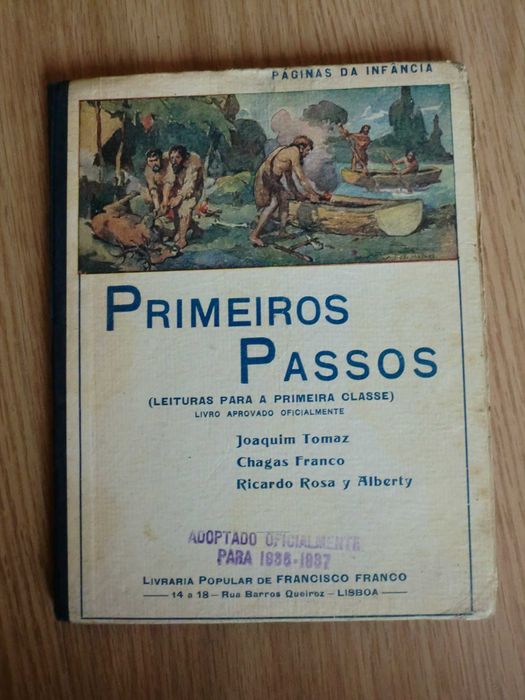 PÁGINAS DA INFÂNCIA
PRIMEIROS
PASSOS
(LEITURAS PARA A PRIMEIRA CLASSE)
LIVRO APROVADO OFICIALMENTE
Joaquim Tomaz
Chagas Franco
Ricardo Rosa y Alberty
ADOPTADO OFICIALMENTE
PARA 1936-1937
LIVRARIA POPULAR DE FRANCISCO FRANCO
14 a 18 — RUA BARROS QUEIROZ — LISBOA